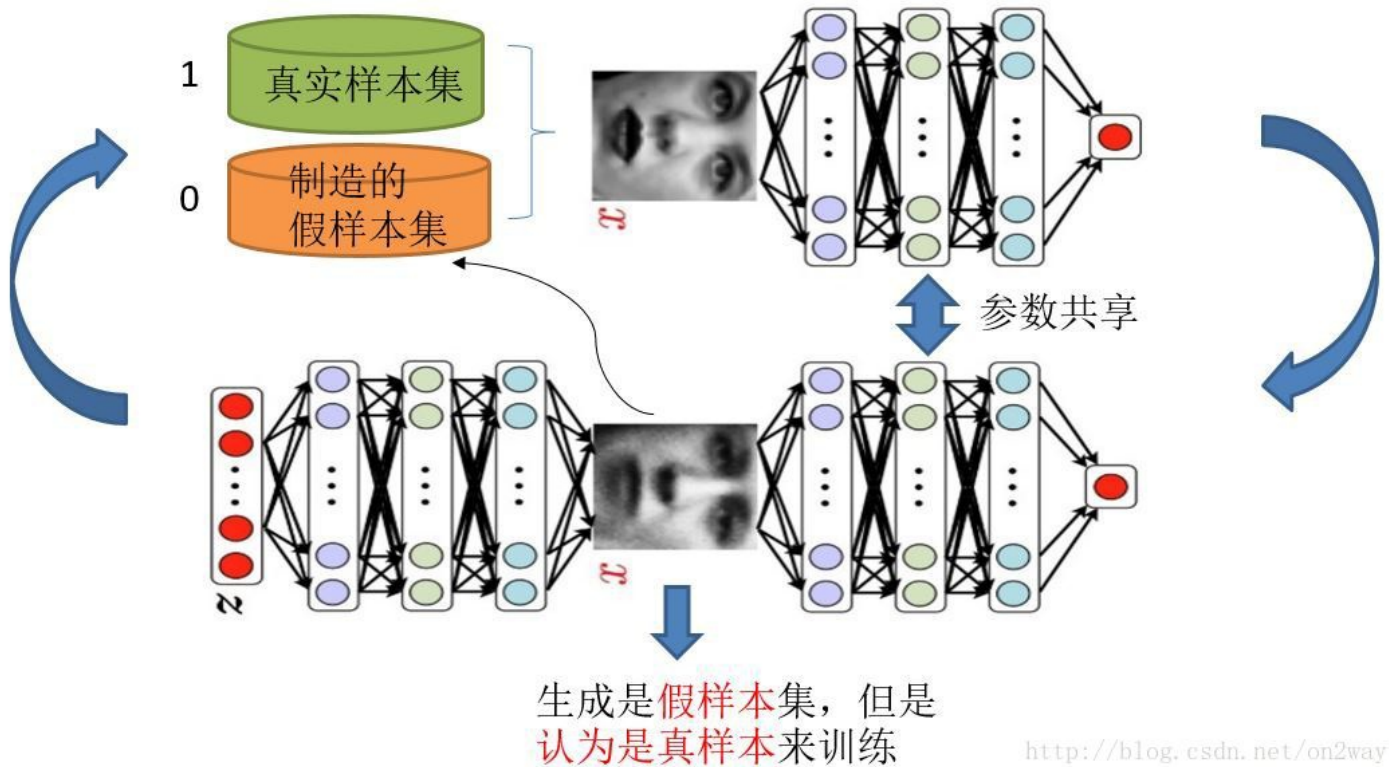 1
真实样本集
0
制造的
假样本集
x
参数共享
z
x
生成是假样本集，但是
认为是真样本来训练
http://blog.csdn.net/on2way